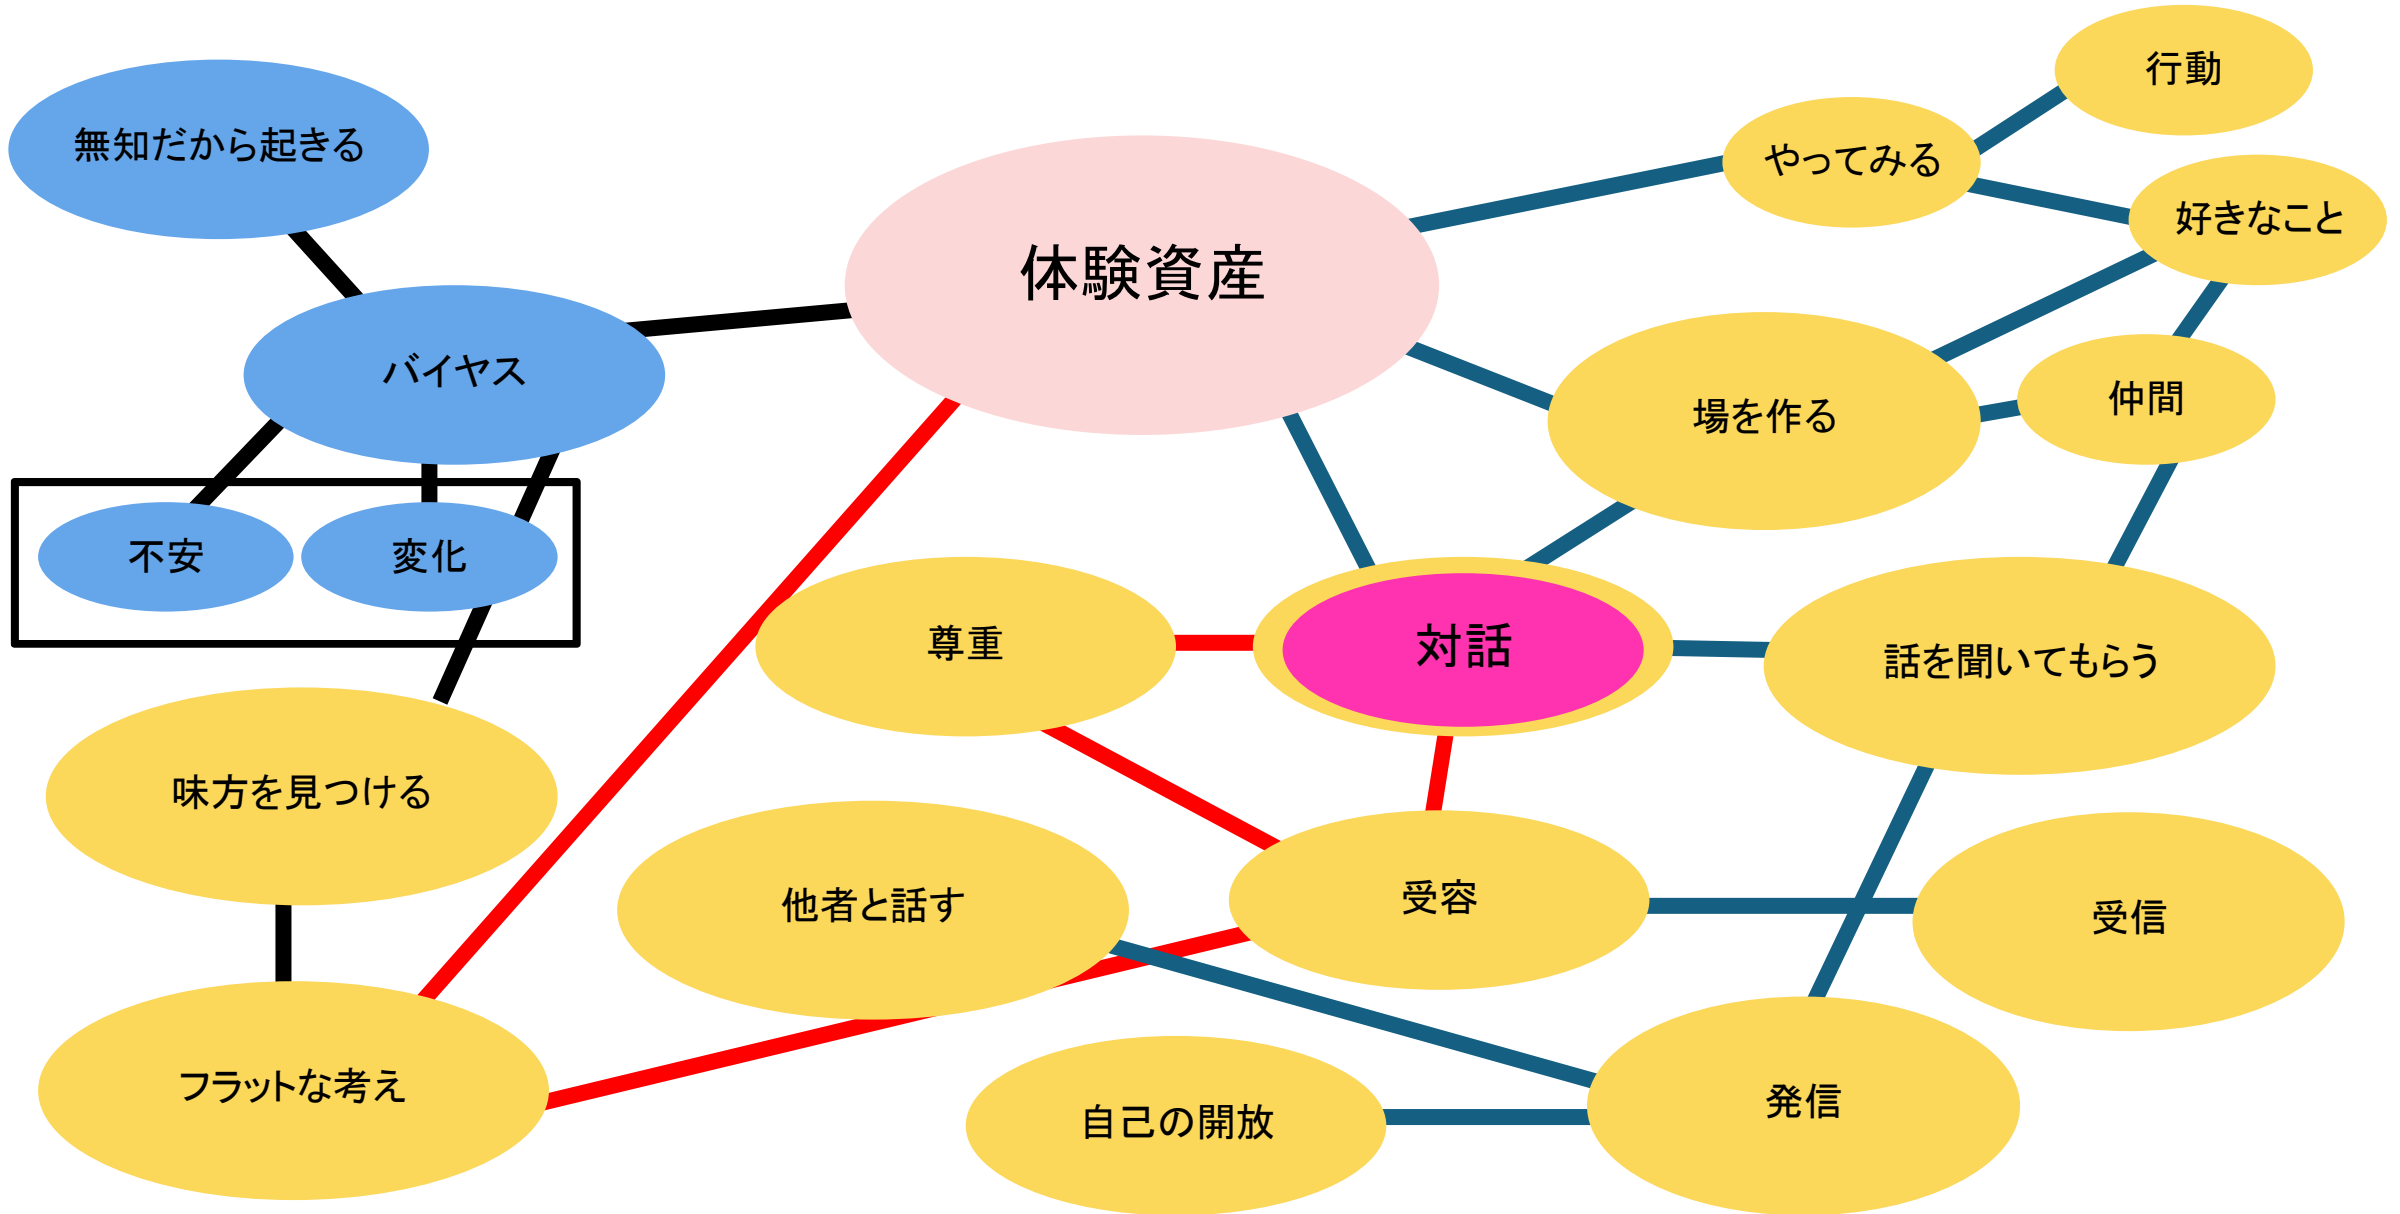 行動
無知だから起きる
やってみる
好きなこと
体験資産
バイヤス
仲間
場を作る
不安
変化
尊重
対話
話を聞いてもらう
味方を見つける
他者と話す
受容
受信
フラットな考え
発信
自己の開放